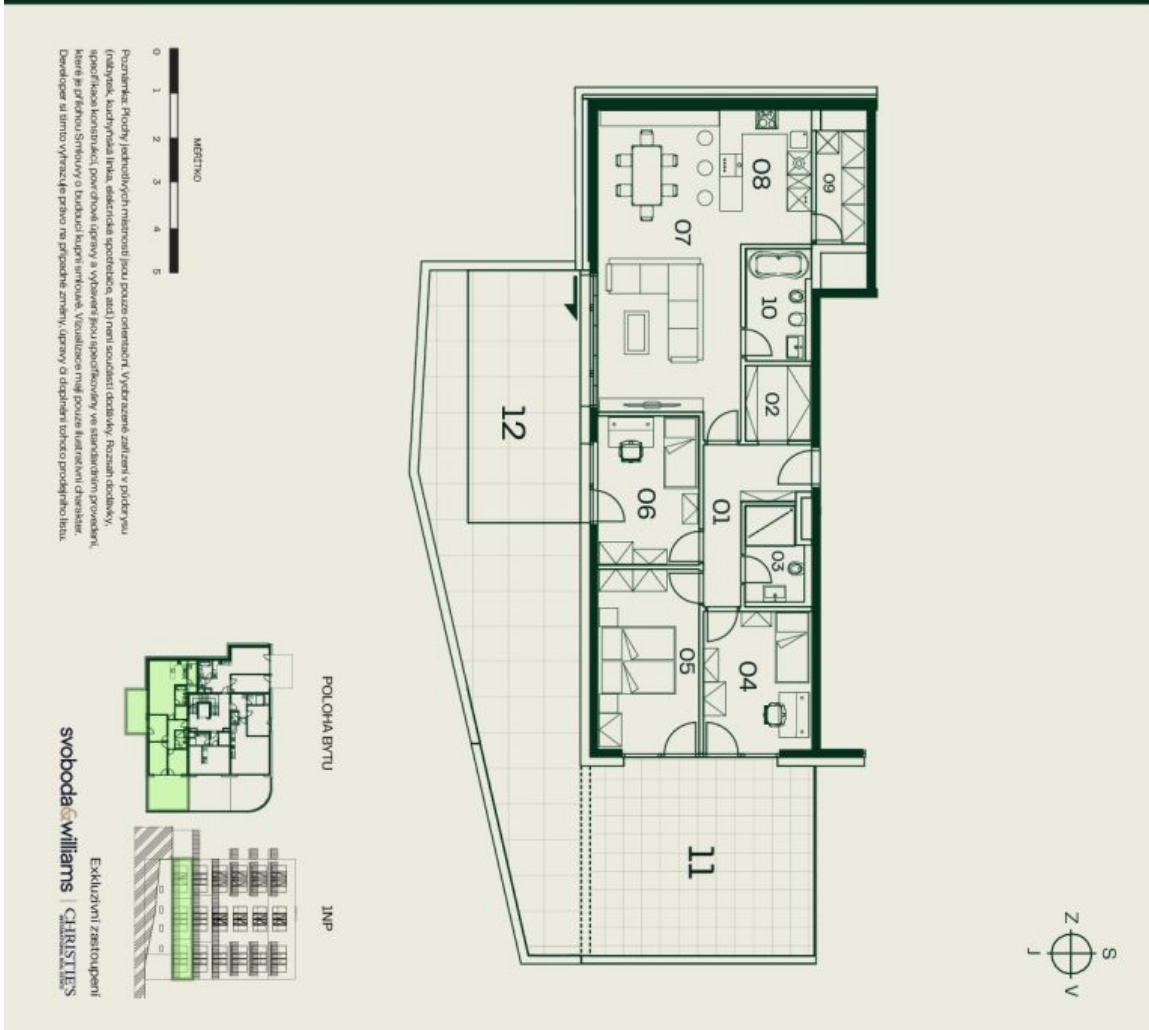 09
08
07
10
02
12
06
01
03
05
04
11
MĚŘÍTKO
0 1 2 3 4 5
Poznámka: Plochy jednotlivých místností jsou pouze orientační. Vyobrazené zařízení v půdorysu
(nábytek, kuchyňská linka, elektrické spotřebiče, atd.) není součástí dodávky. Rozsah dodávky,
specifikace konstrukcí, povrchové úpravy a vybavení jsou specifikovány ve standardním provedení,
které je přílohou Smlouvy o budoucí kupní smlouvě. Vizualizace mají pouze ilustrativní charakter.
Developer si tímto vyhrazuje právo na případné změny, úpravy či doplnění tohoto prodejního listu.
POLOHA BYTU
1NP
Exkluzivní zastoupení
svoboda&williams | CHRISTIE'S
INTERNATIONAL REAL ESTATE
S
Z V
J